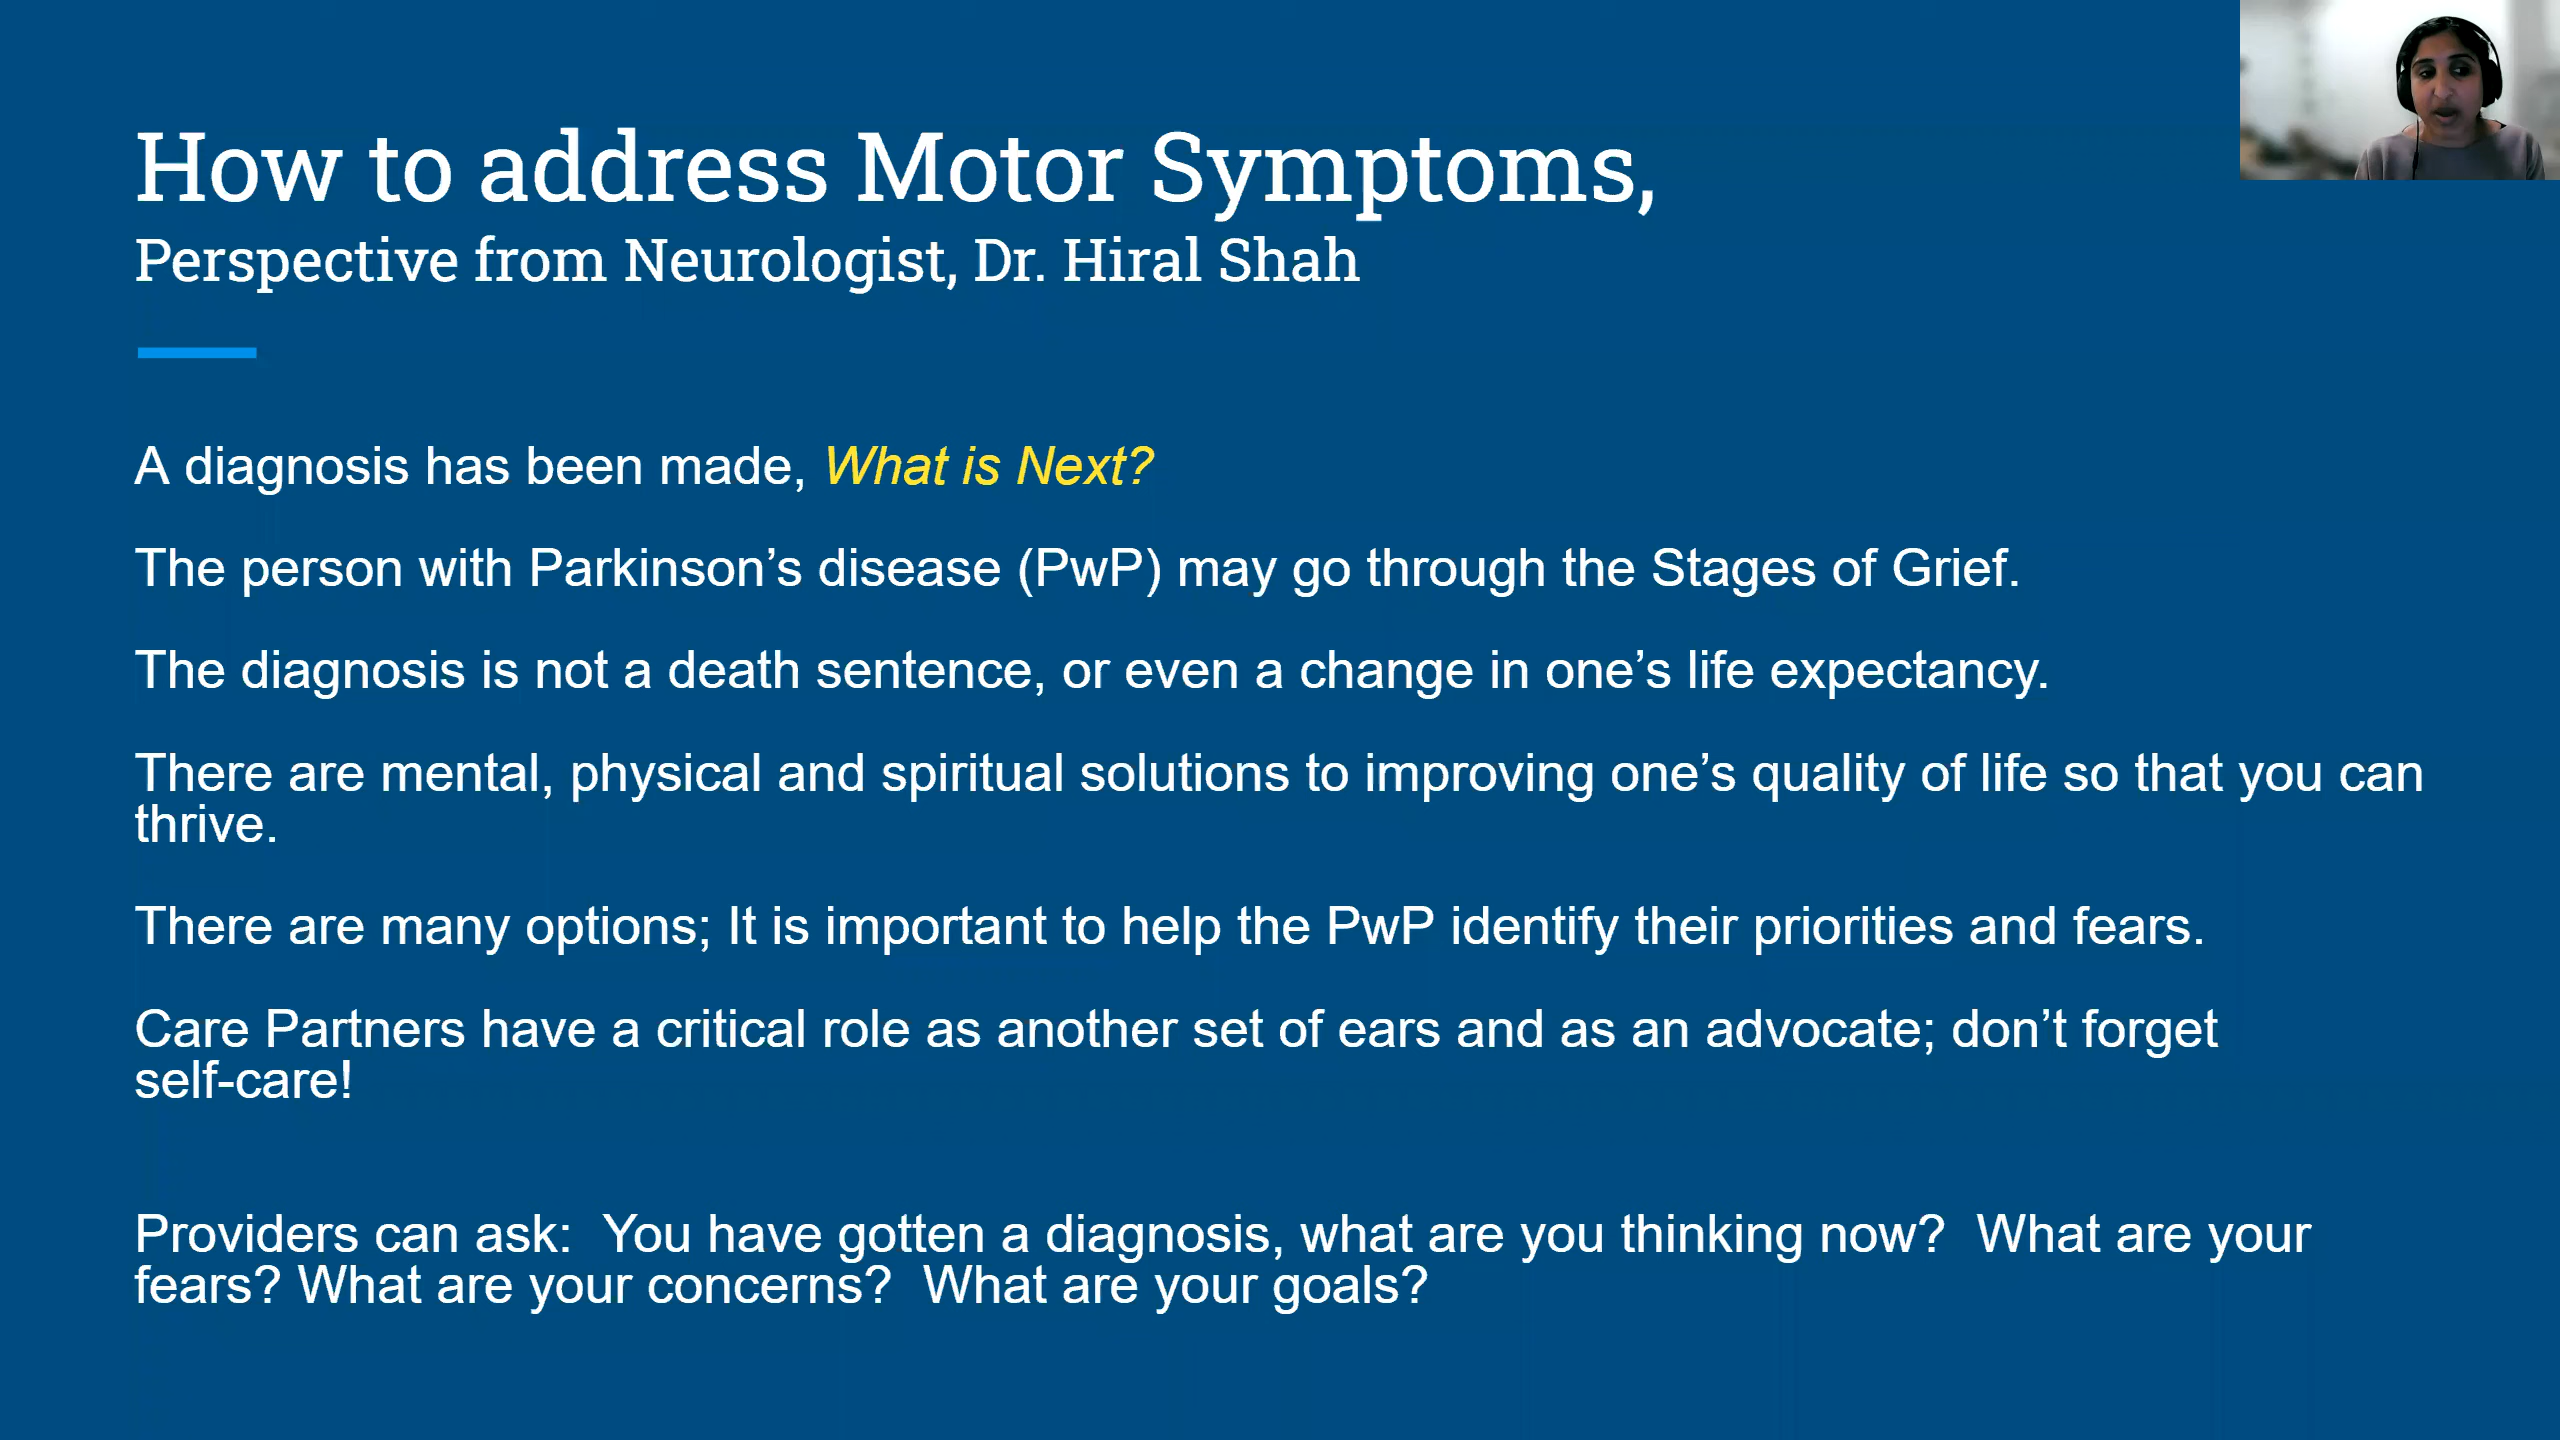 How to address Motor Symptoms,
Perspective from Neurologist, Dr. Hiral Shah
A diagnosis has been made, What is Next?
The person with Parkinson’s disease (PwP) may go through the Stages of Grief.
The diagnosis is not a death sentence, or even a change in one’s life expectancy.
There are mental, physical and spiritual solutions to improving one’s quality of life so that you can
thrive.
There are many options; It is important to help the PwP identify their priorities and fears.
Care Partners have a critical role as another set of ears and as an advocate; don’t forget
self-care!
Providers can ask:  You have gotten a diagnosis, what are you thinking now?  What are your
fears? What are your concerns?  What are your goals?